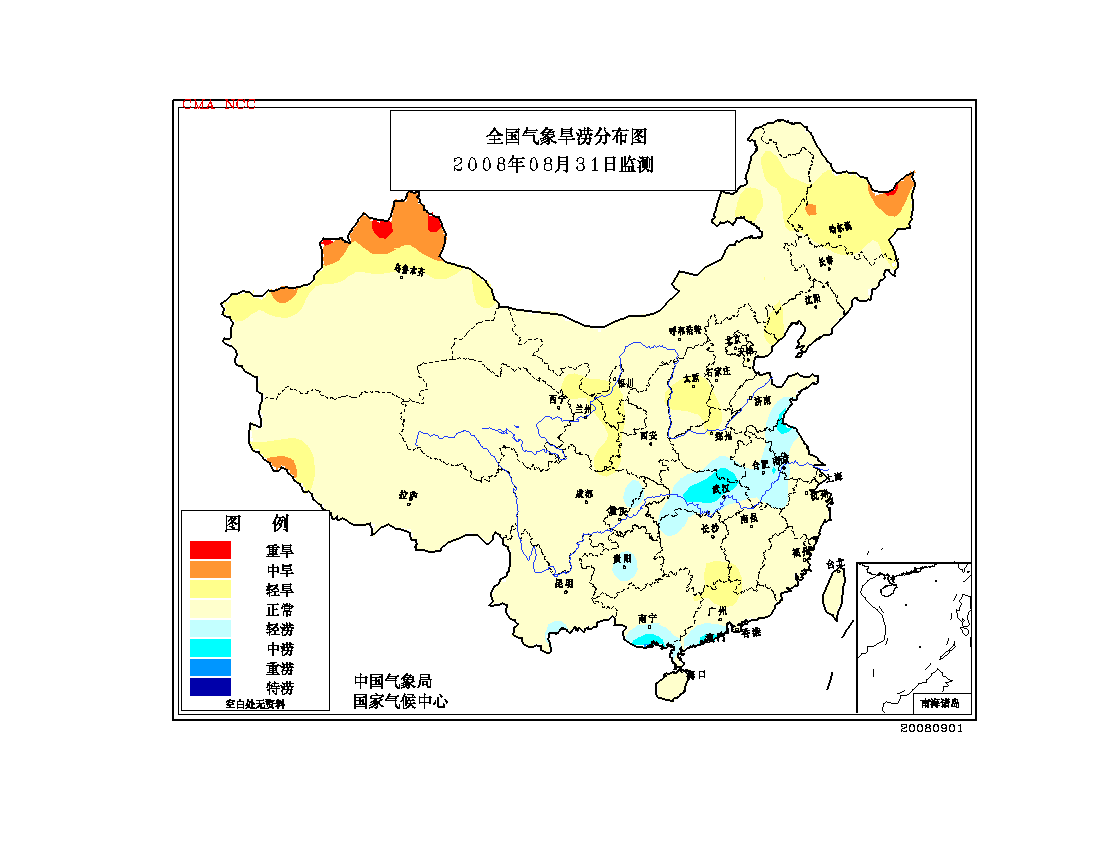 CMA NCC
全国气象旱涝分布图
2008年08月31日监测
哈尔滨
长春
乌鲁木齐
沈阳
呼和浩特
北京
天津
银川
太原
石家庄
济南
西宁
兰州
西安
郑州
合肥
南京
上海
拉萨
成都
武汉
杭州
重庆
长沙
南昌
贵阳
福州
台北
昆明
南宁
广州
澳门
香港
海口
图 例
重旱
中旱
轻旱
正常
轻涝
中涝
重涝
特涝
空白处无资料
中国气象局
国家气候中心
南海诸岛
20080901